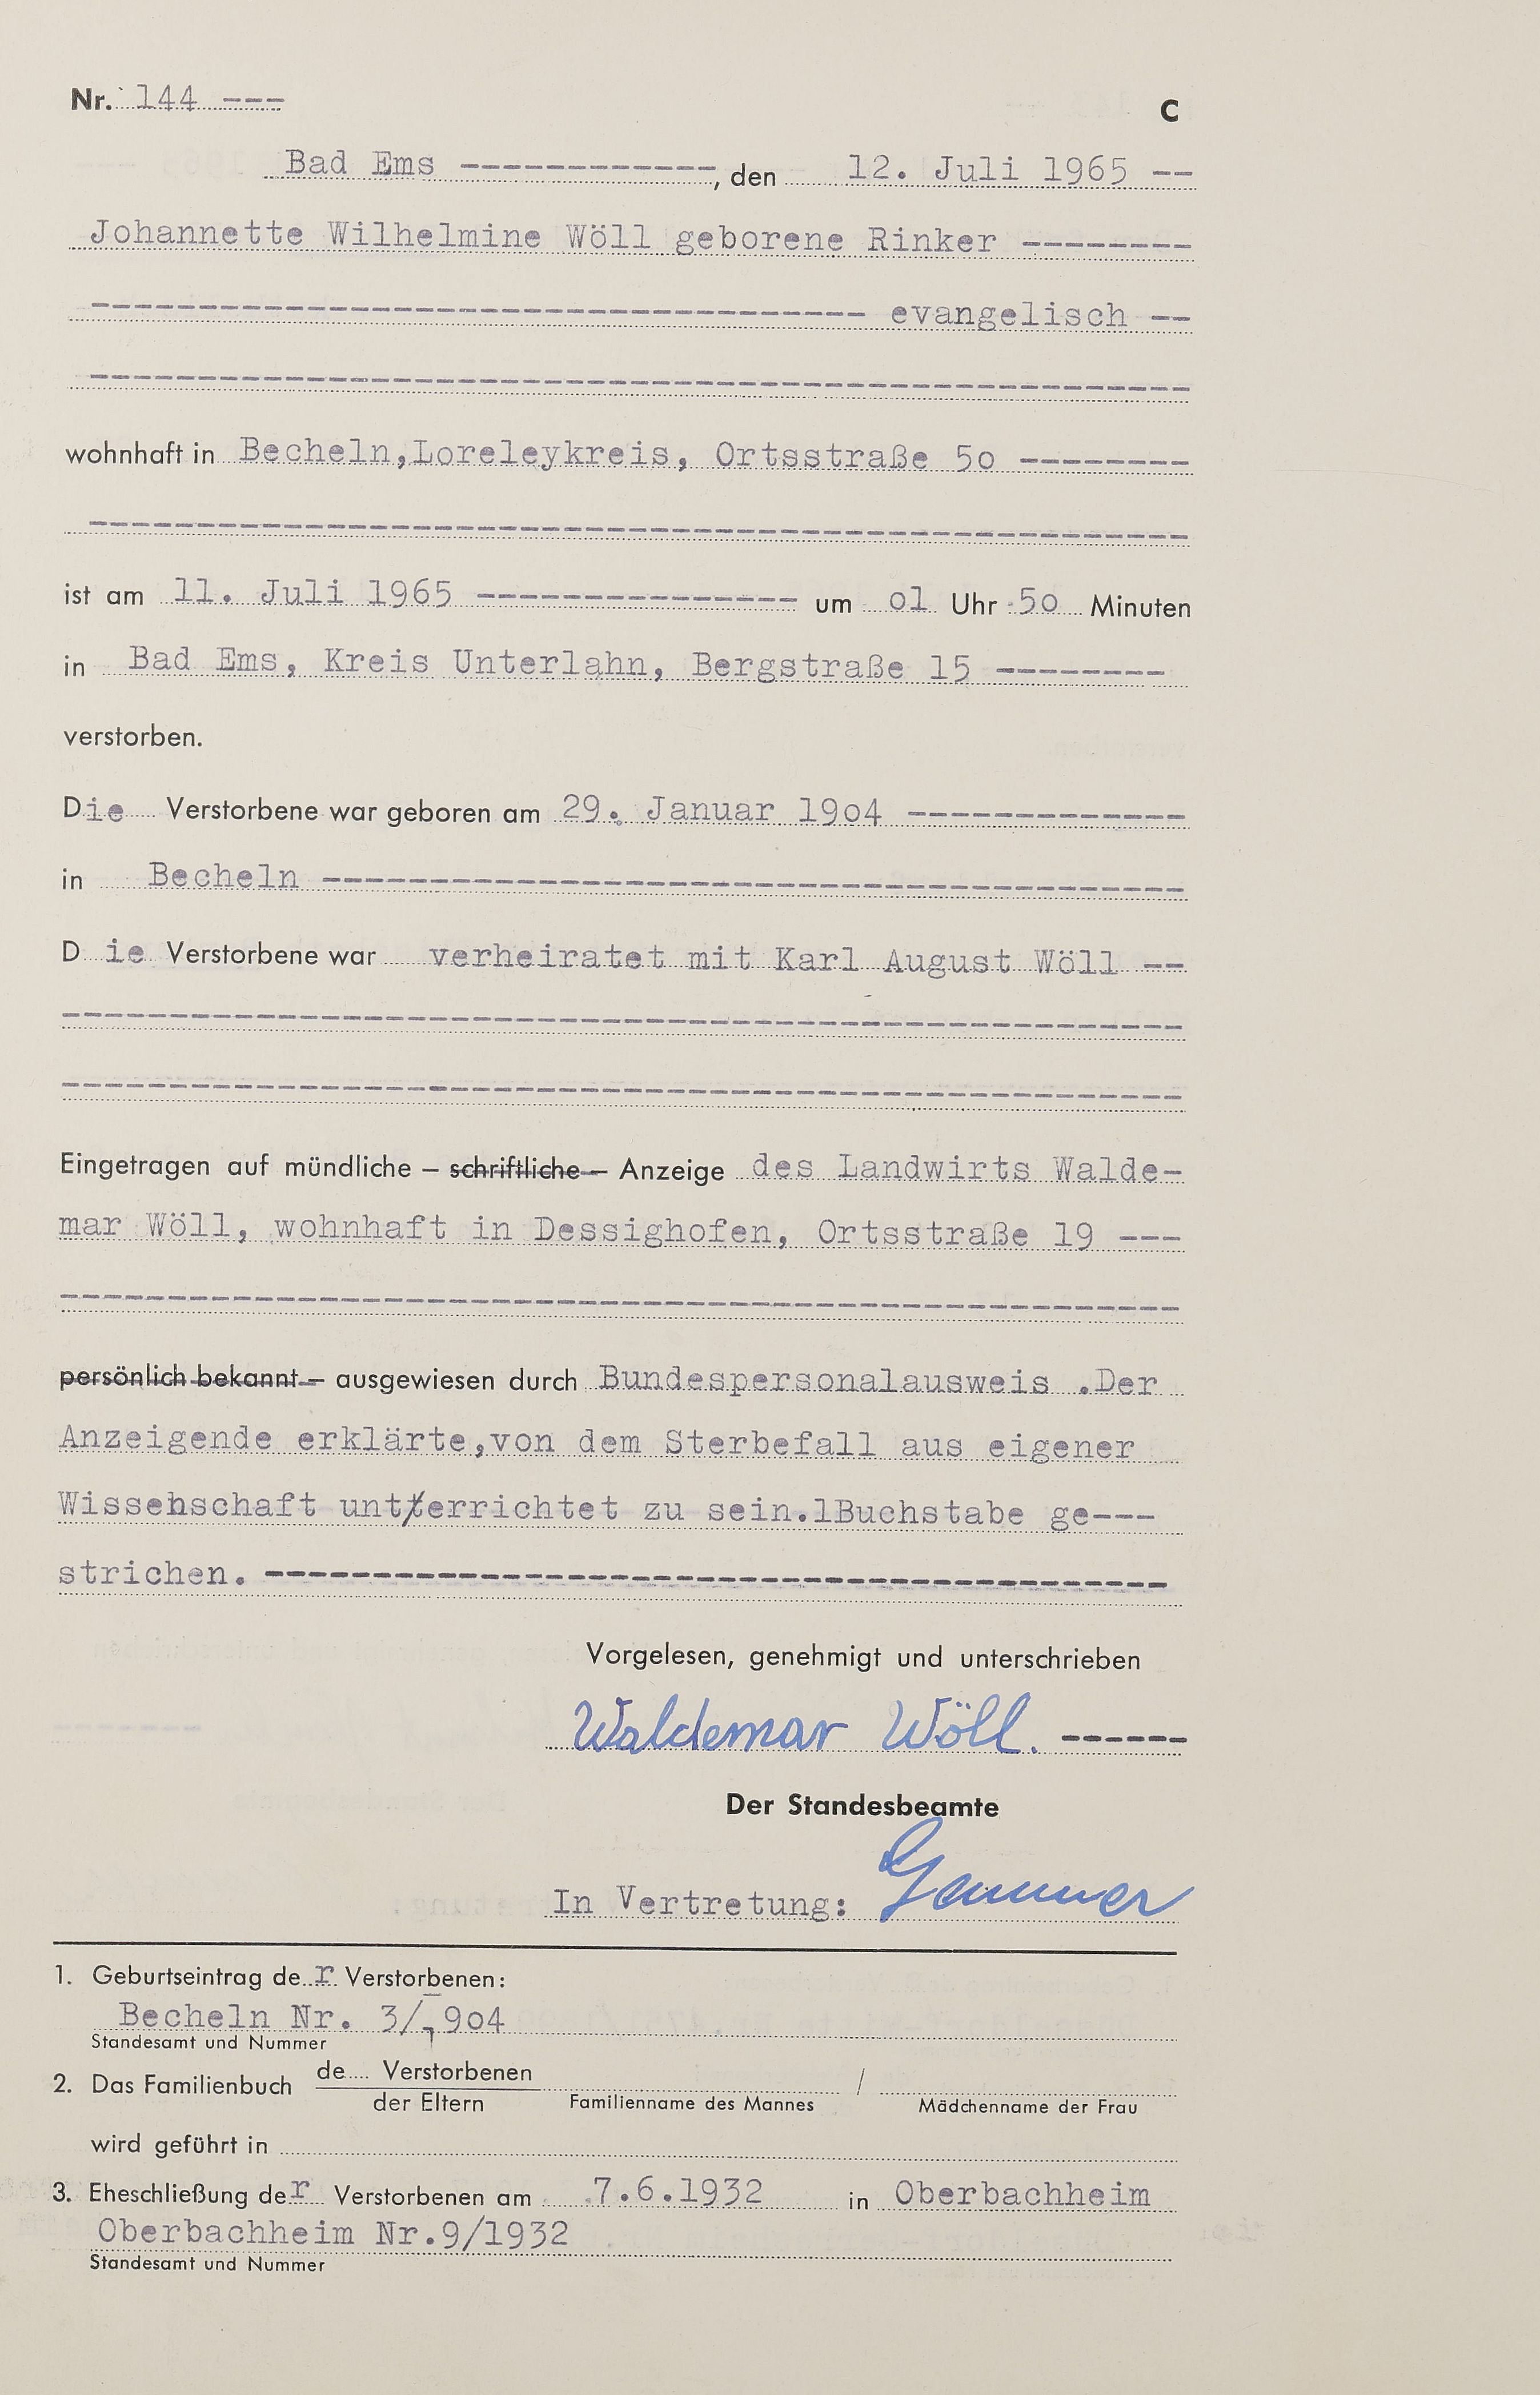 Nr. 144 ---
C
Bad Ems ------------, den 12. Juli 1965 --
Johannette Wilhelmine Wöll geborene Rinker --------
------------------------------------ evangelisch --
----------------------------------------------------
wohnhaft in Becheln,Loreleykreis, Ortsstraße 5o --------
----------------------------------------------------
ist am 11. Juli 1965 --------------- um o1 Uhr 5o Minuten
in Bad Ems, Kreis Unterlahn, Bergstraße 15 --------
verstorben.
Die Verstorbene war geboren am 29. Januar 19o4 -------------
in Becheln ----------------------------------------
Die Verstorbene war verheiratet mit Karl August Wöll --
----------------------------------------------------
----------------------------------------------------
Eingetragen auf mündliche – schriftliche – Anzeige des Landwirts Walde-
mar Wöll, wohnhaft in Dessighofen, Ortsstraße 19 ---
----------------------------------------------------
persönlich bekannt – ausgewiesen durch Bundespersonalausweis .Der
Anzeigende erklärte,von dem Sterbefall aus eigener
Wissenschaft untterrichtet zu sein.1Buchstabe ge---
strichen. ------------------------------------------
Vorgelesen, genehmigt und unterschrieben
Waldemar Wöll. ------
Der Standesbeamte
In Vertretung:
1. Geburtseintrag der Verstorbenen:
Becheln Nr. 3/1904
Standesamt und Nummer
2. Das Familienbuch de.... Verstorbenen /
der Eltern Familienname des Mannes Mädchenname der Frau
wird geführt in
3. Eheschließung der Verstorbenen am 7.6.1932 in Oberbachheim
Oberbachheim Nr.9/1932
Standesamt und Nummer